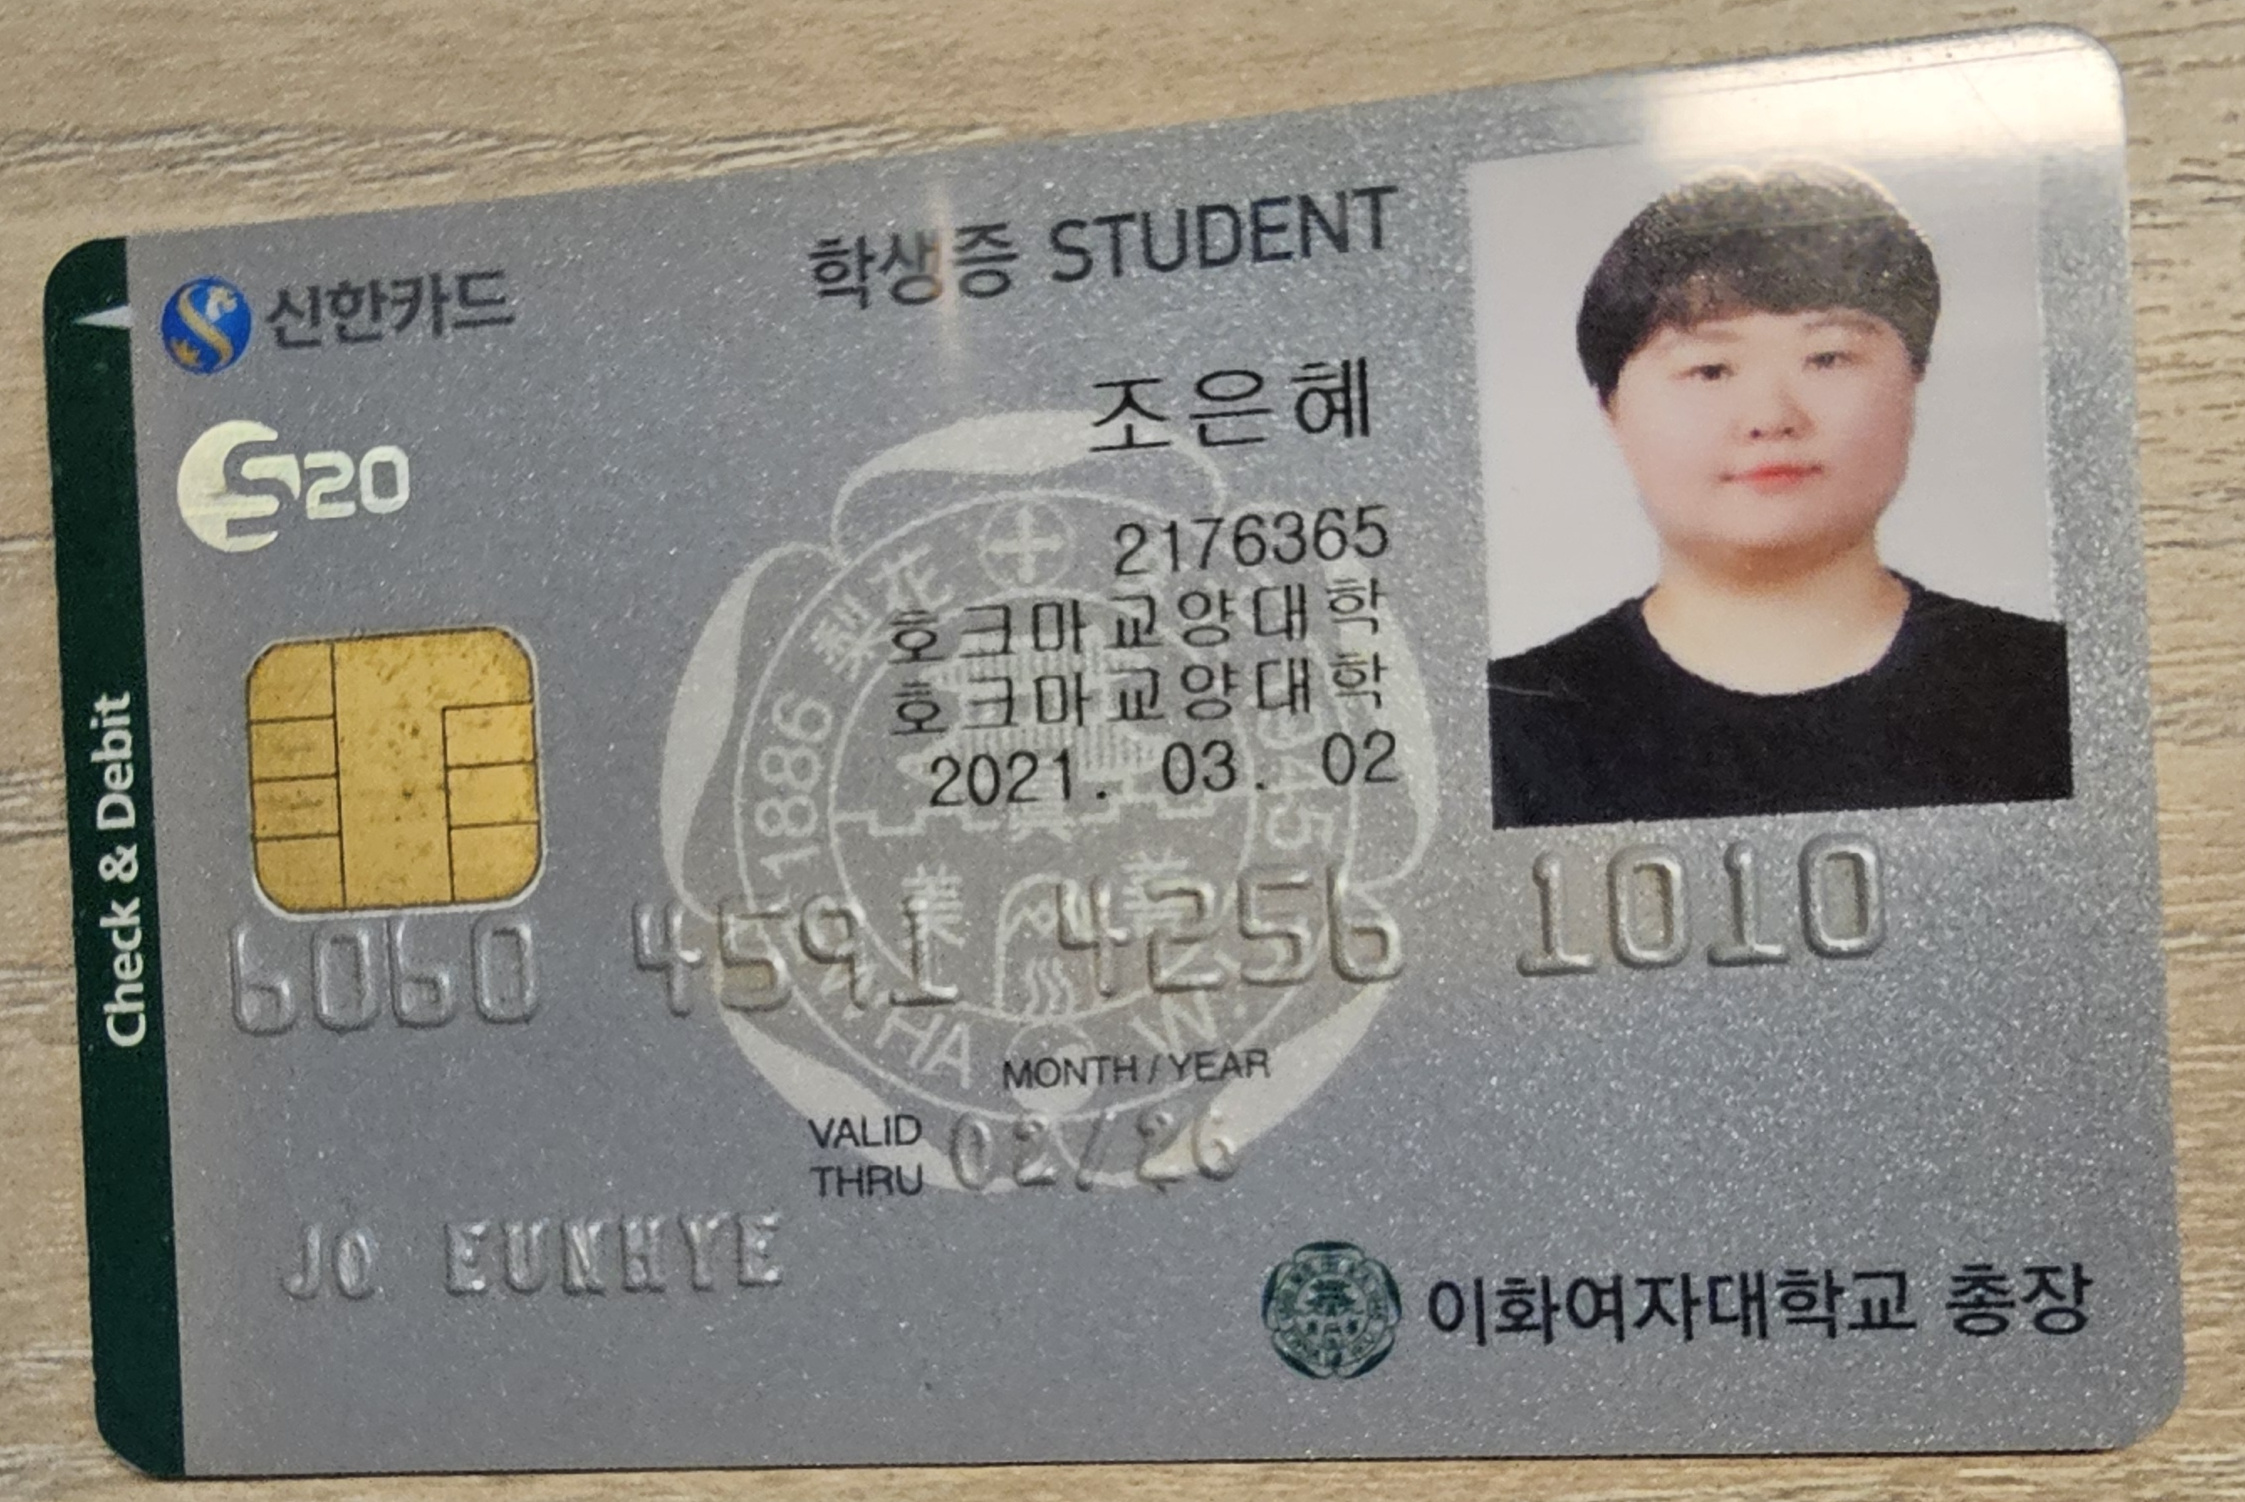 신한카드
학생증 STUDENT
S20
조은혜
2176365
호크마교양대학
호크마교양대학
2021. 03. 02
Check & Debit
1886 梨花
6060 4591 4256 1010
MONTH / YEAR
VALID THRU 02/26
JO EUNHYE
이화여자대학교 총장